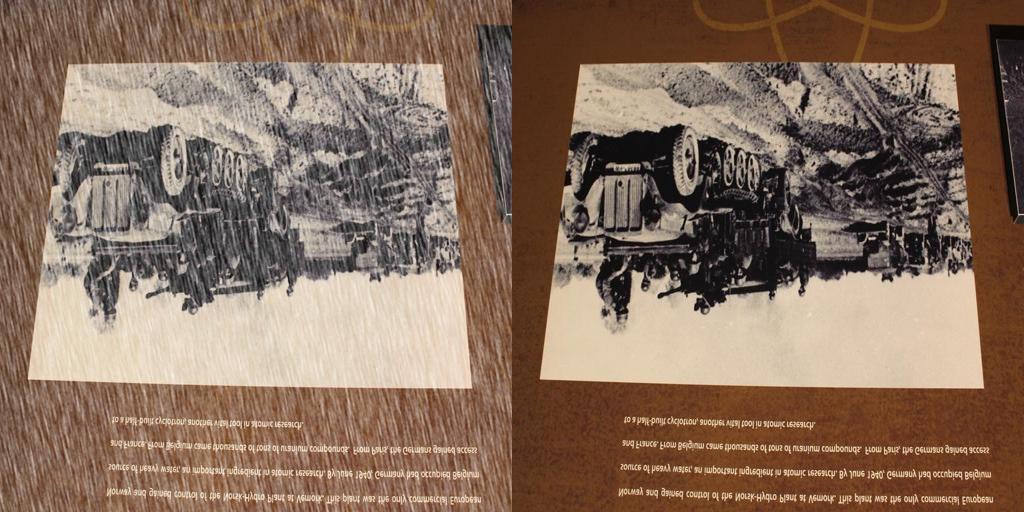 Norway and gained control of the Norsk-Hydro Plant at Vemork. This plant was the only commercial European
source of heavy water, an important ingredient in atomic research. By June 1940, Germany had occupied Belgium
and France. From Belgium came thousands of tons of uranium compounds. From Paris, the Germans gained access
to a half-built cyclotron, another vital tool in atomic research.
Norway and gained control of the Norsk-Hydro Plant at Vemork. This plant was the only commercial European
source of heavy water, an important ingredient in atomic research. By June 1940, Germany had occupied Belgium
and France. From Belgium came thousands of tons of uranium compounds. From Paris, the Germans gained access
to a half-built cyclotron, another vital tool in atomic research.